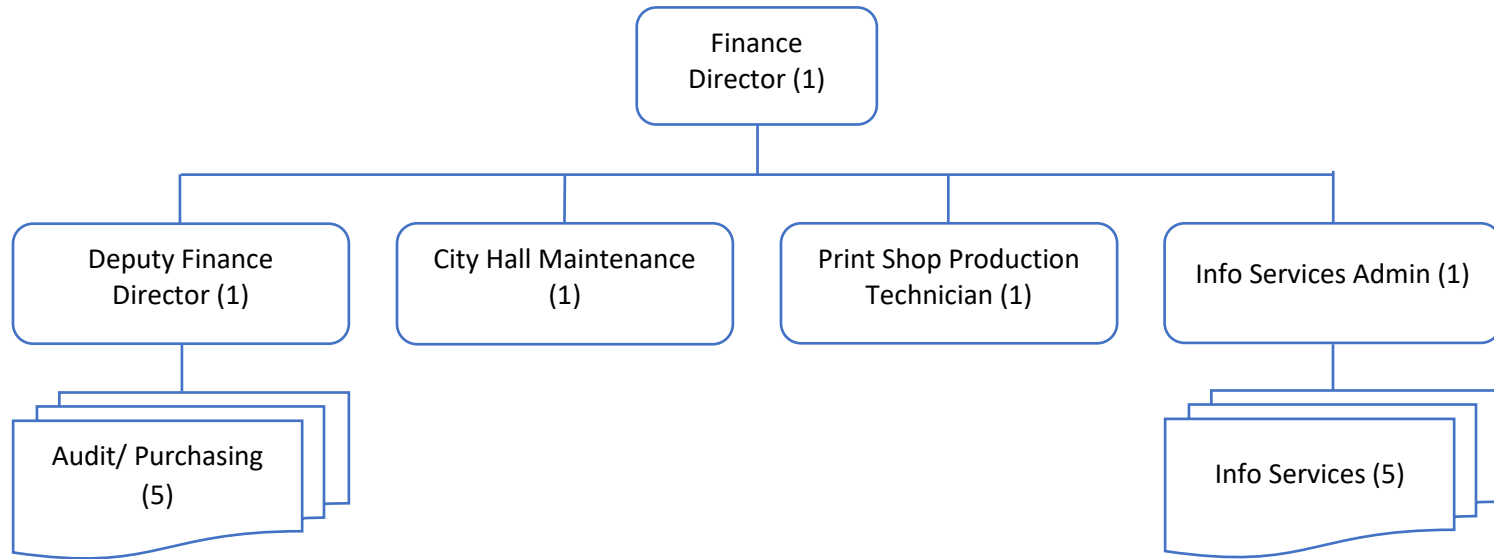 Finance
Director (1)
Deputy Finance
Director (1)
City Hall Maintenance
(1)
Print Shop Production
Technician (1)
Info Services Admin (1)
Audit/ Purchasing
(5)
Info Services (5)